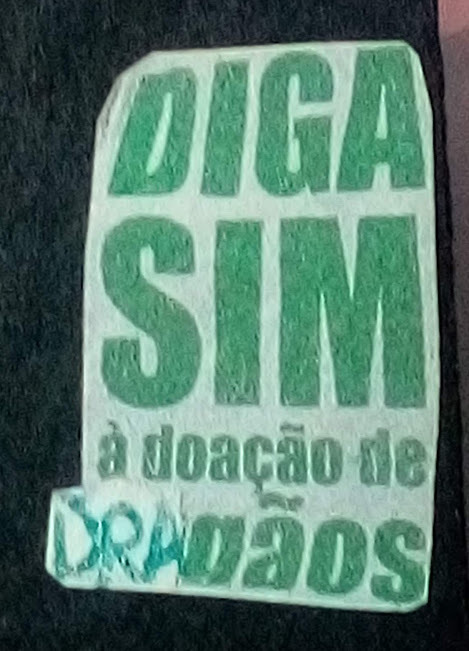 DIGA
SIM
à doação de
DRAgãos